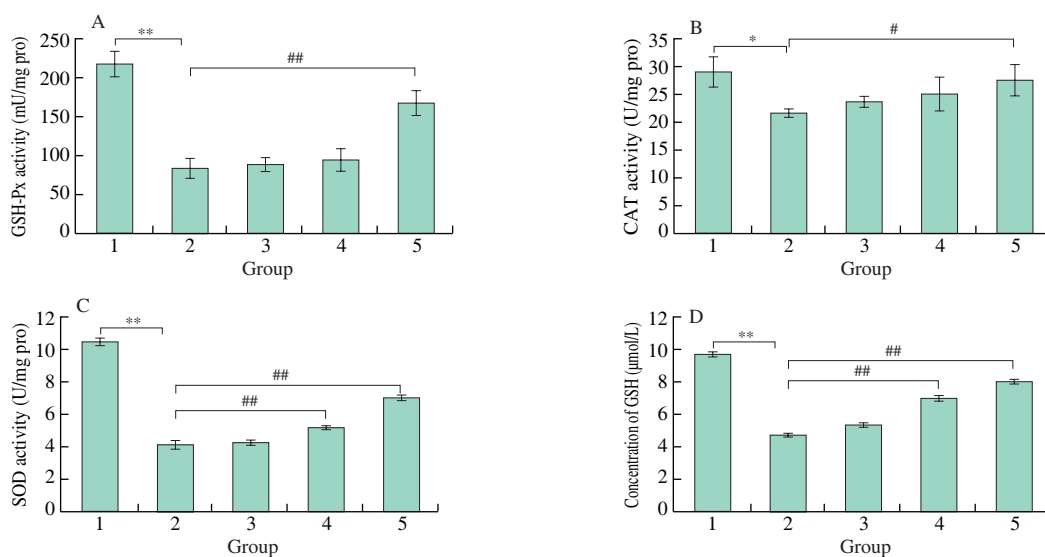 A
GSH-Px activity (mU/mg pro)
250
200
150
100
50
0
**
##
1 2 3 4 5
Group
B
CAT activity (U/mg pro)
35
30
25
20
15
10
5
0
*
#
1 2 3 4 5
Group
C
SOD activity (U/mg pro)
12
10
8
6
4
2
0
**
##
##
1 2 3 4 5
Group
D
Concentration of GSH (μmol/L)
12
10
8
6
4
2
0
**
##
##
1 2 3 4 5
Group